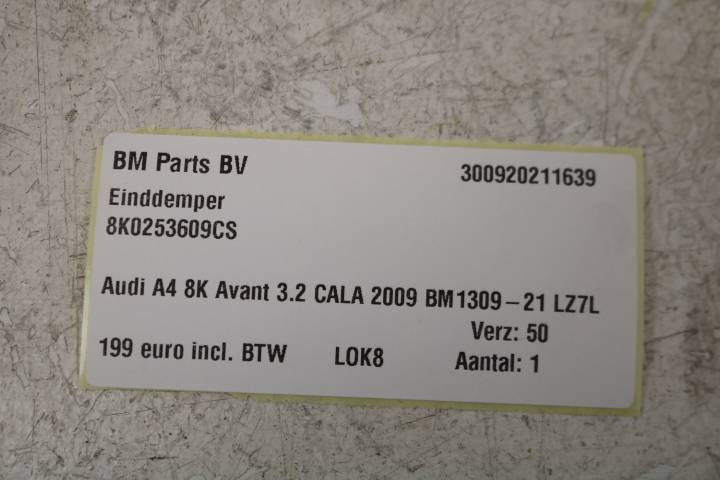 BM Parts BV 300920211639
Einddemper
8K0253609CS
Audi A4 8K Avant 3.2 CALA 2009 BM1309-21 LZ7L
Verz: 50
199 euro incl. BTW LOK8 Aantal: 1